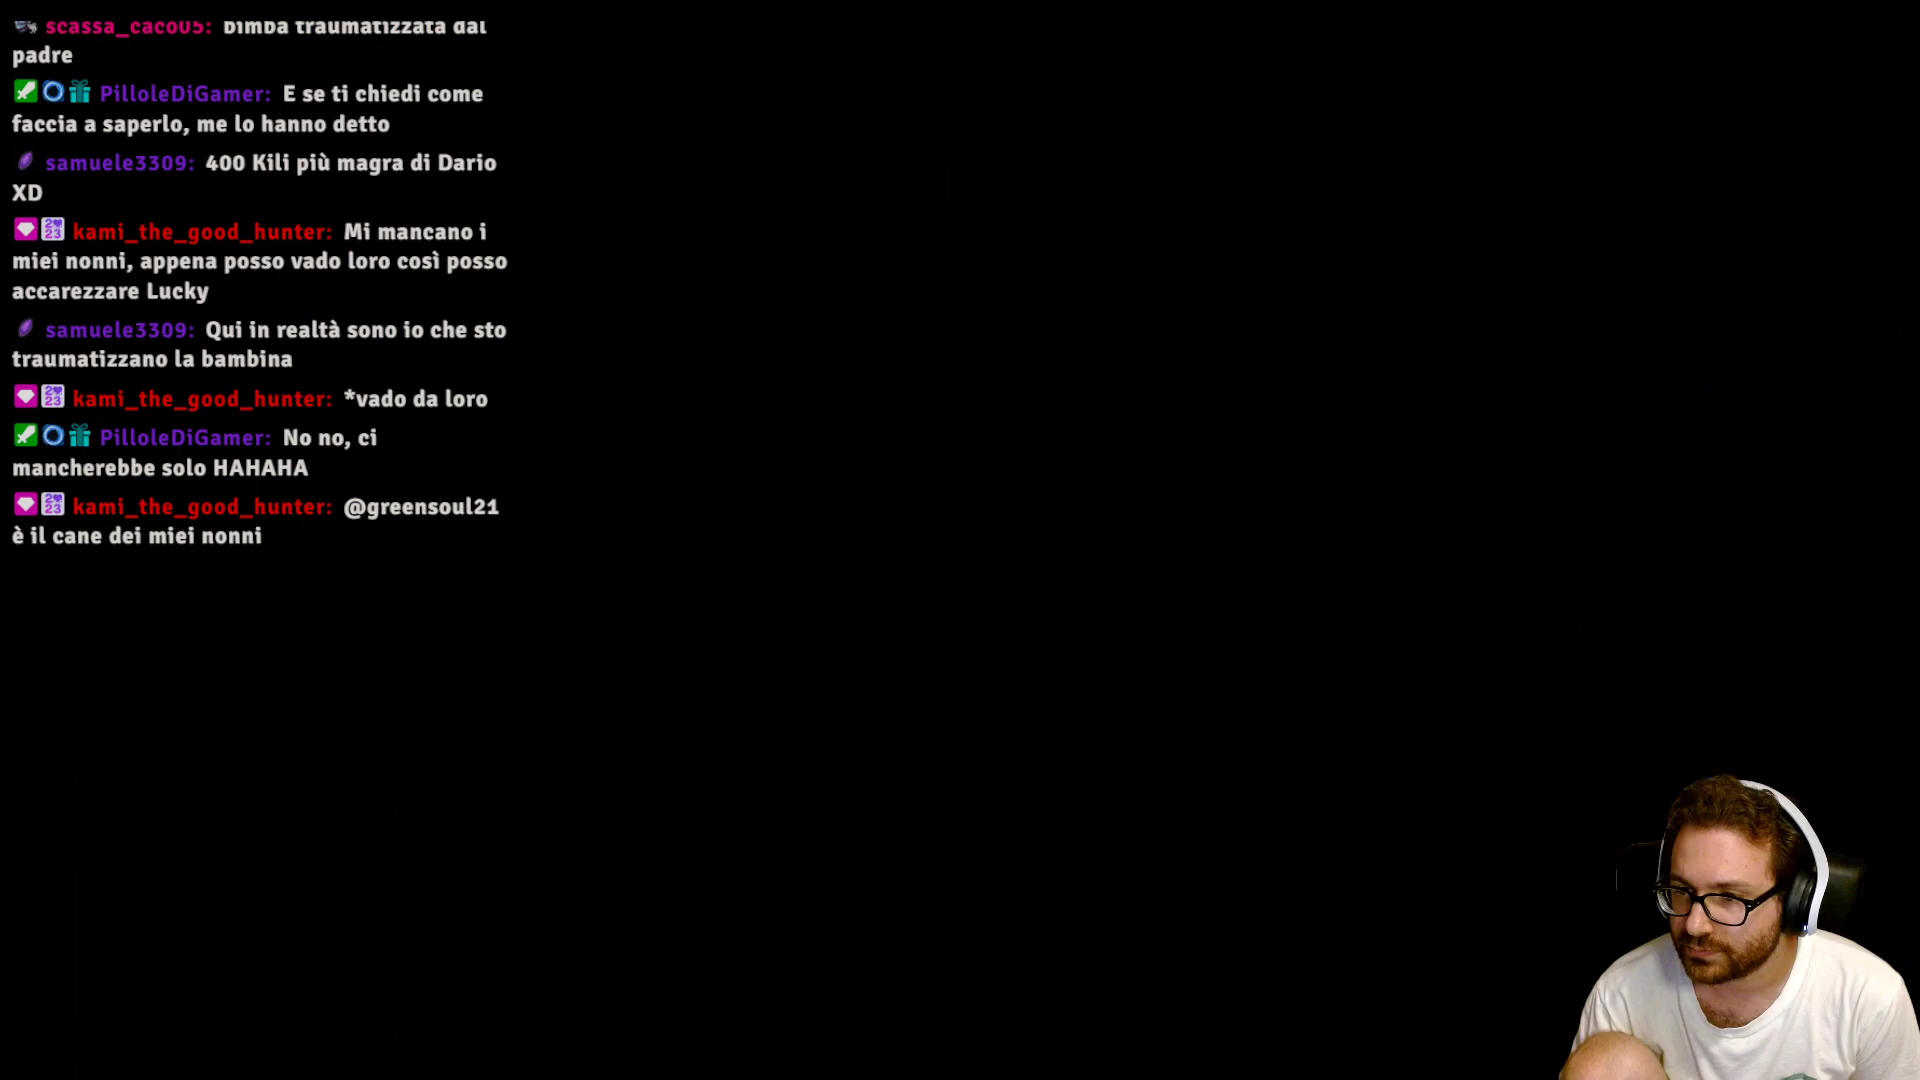 scassa_caco05: bimba traumatizzata dal
padre
PilloleDiGamer: E se ti chiedi come
faccia a saperlo, me lo hanno detto
samuele3309: 400 Kili più magra di Dario
XD
kami_the_good_hunter: Mi mancano i
miei nonni, appena posso vado loro così posso
accarezzare Lucky
samuele3309: Qui in realtà sono io che sto
traumatizzano la bambina
kami_the_good_hunter: *vado da loro
PilloleDiGamer: No no, ci
mancherebbe solo HAHAHA
kami_the_good_hunter: @greensoul21
è il cane dei miei nonni